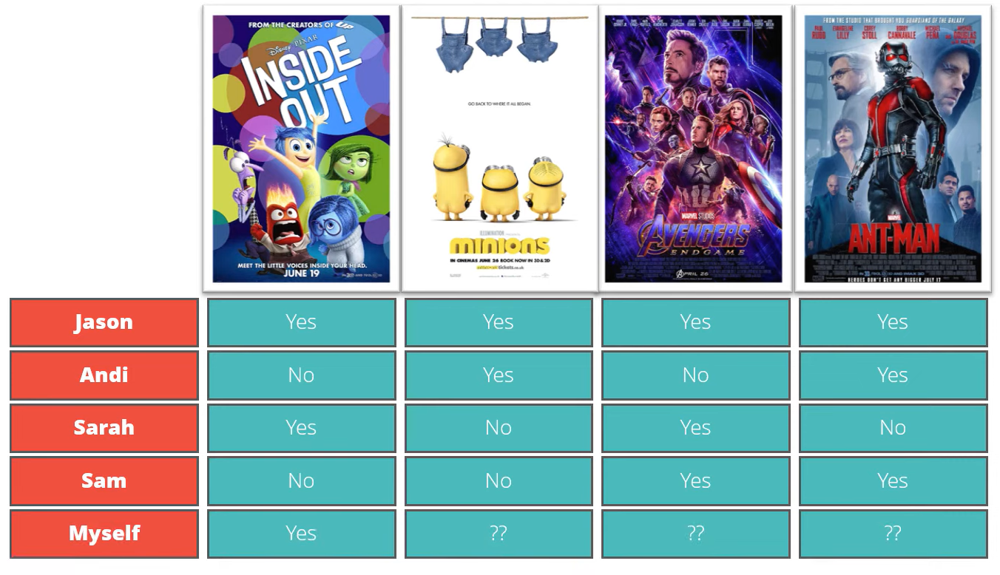 FROM THE CREATORS OF UP
DISNEY PIXAR
INSIDE
OUT
MEET THE LITTLE VOICES INSIDE YOUR HEAD.
JUNE 19
GO BACK TO WHERE IT ALL BEGAN.
ILLUMINATION
minions
IN CINEMAS JUNE 26 BOOK NOW IN 3D & 2D
tickets.co.uk
MARVEL STUDIOS
AVENGERS
ENDGAME
APRIL 26
FROM THE STUDIO THAT BROUGHT YOU GUARDIANS OF THE GALAXY
PAUL RUDD EVANGELINE LILLY COREY STOLL BOBBY CANNAVALE MICHAEL PEÑA AND MICHAEL DOUGLAS
MARVEL
ANT-MAN
HEROES DON'T GET ANY BIGGER JULY 17
Jason Yes Yes Yes Yes
Andi No Yes No Yes
Sarah Yes No Yes No
Sam No No Yes Yes
Myself Yes ?? ?? ??